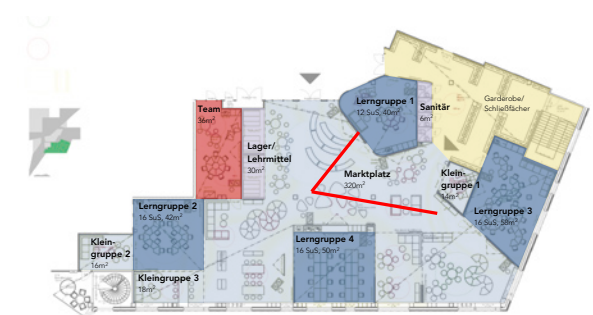 Team
36m²
Lager/
Lehrmittel
30m²
Lerngruppe 1
12 SuS, 40m²
Sanitär
6m²
Garderobe/
Schließfächer
Marktplatz
320m²
Klein-
gruppe 1
14m²
Lerngruppe 3
16 SuS, 58m²
Lerngruppe 2
16 SuS, 42m²
Lerngruppe 4
16 SuS, 50m²
Klein-
gruppe 2
16m²
Kleingruppe 3
18m²